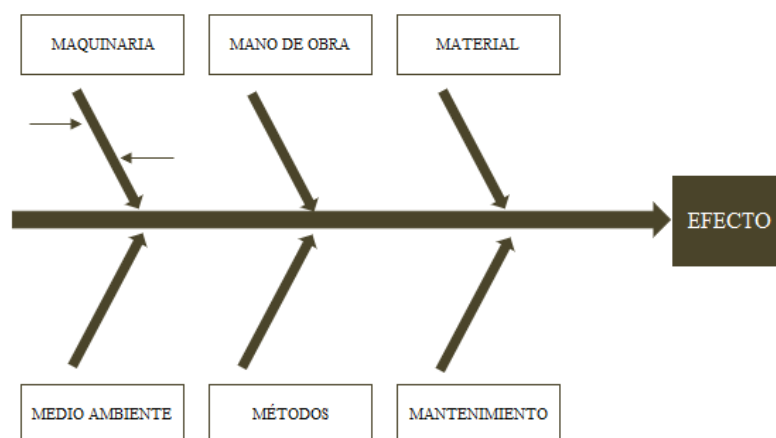 MAQUINARIA
MANO DE OBRA
MATERIAL
EFECTO
MEDIO AMBIENTE
MÉTODOS
MANTENIMIENTO